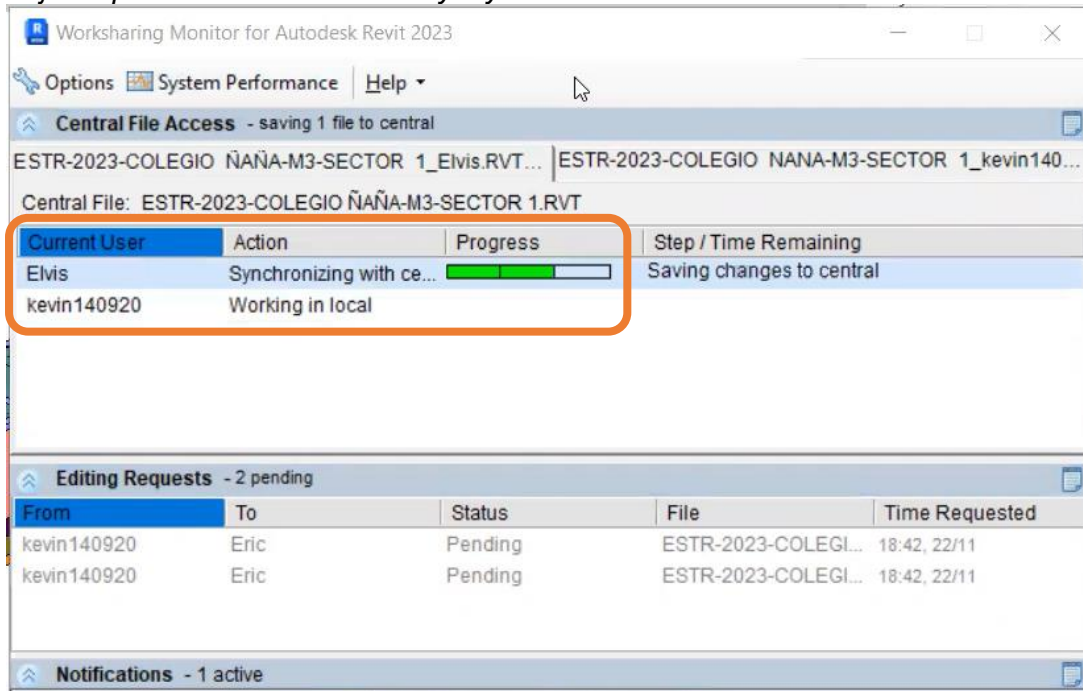 Worksharing Monitor for Autodesk Revit 2023
Options System Performance Help
Central File Access - saving 1 file to central
ESTR-2023-COLEGIO ÑAÑA-M3-SECTOR 1_Elvis.RVT... ESTR-2023-COLEGIO NANA-M3-SECTOR 1_kevin140...
Central File: ESTR-2023-COLEGIO ÑAÑA-M3-SECTOR 1.RVT
Current User Action Progress Step / Time Remaining
Elvis Synchronizing with ce... Saving changes to central
kevin140920 Working in local
Editing Requests - 2 pending
From To Status File Time Requested
kevin140920 Eric Pending ESTR-2023-COLEGI... 18:42, 22/11
kevin140920 Eric Pending ESTR-2023-COLEGI... 18:42, 22/11
Notifications - 1 active